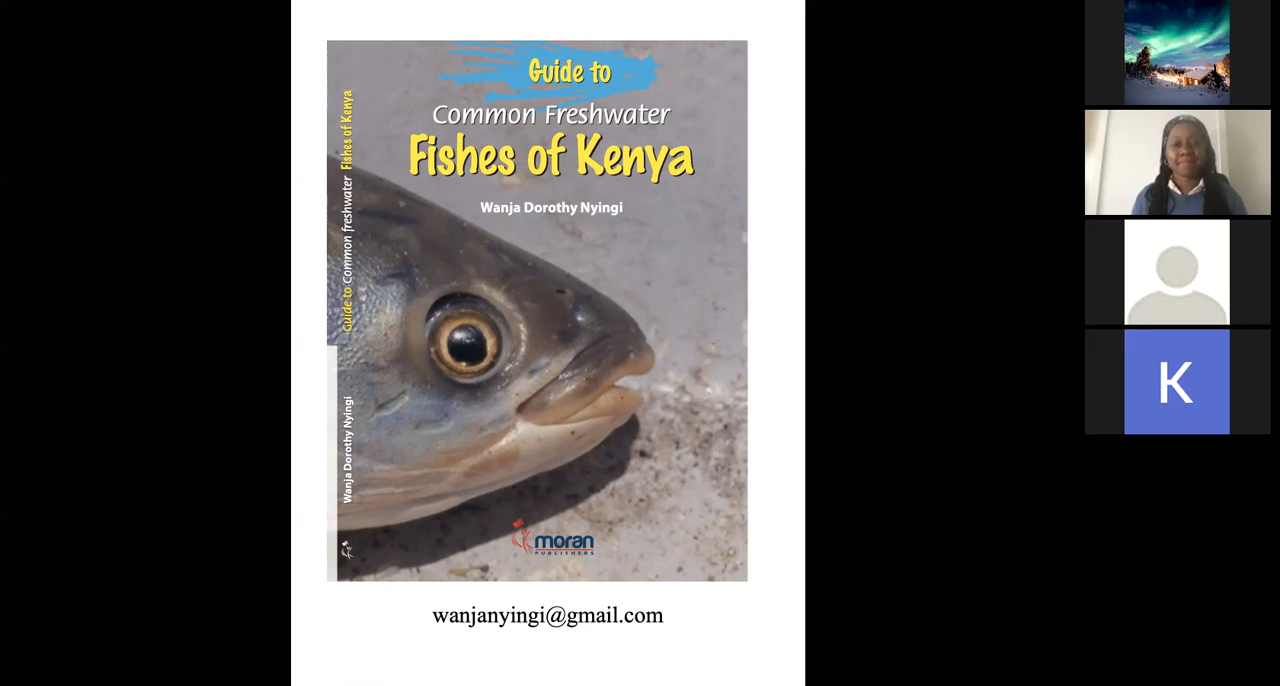 Guide to
Common Freshwater
Fishes of Kenya
Wanja Dorothy Nyingi
Guide to Common freshwater Fishes of Kenya
Wanja Dorothy Nyingi
moran
PUBLISHERS
wanjanyingi@gmail.com
K